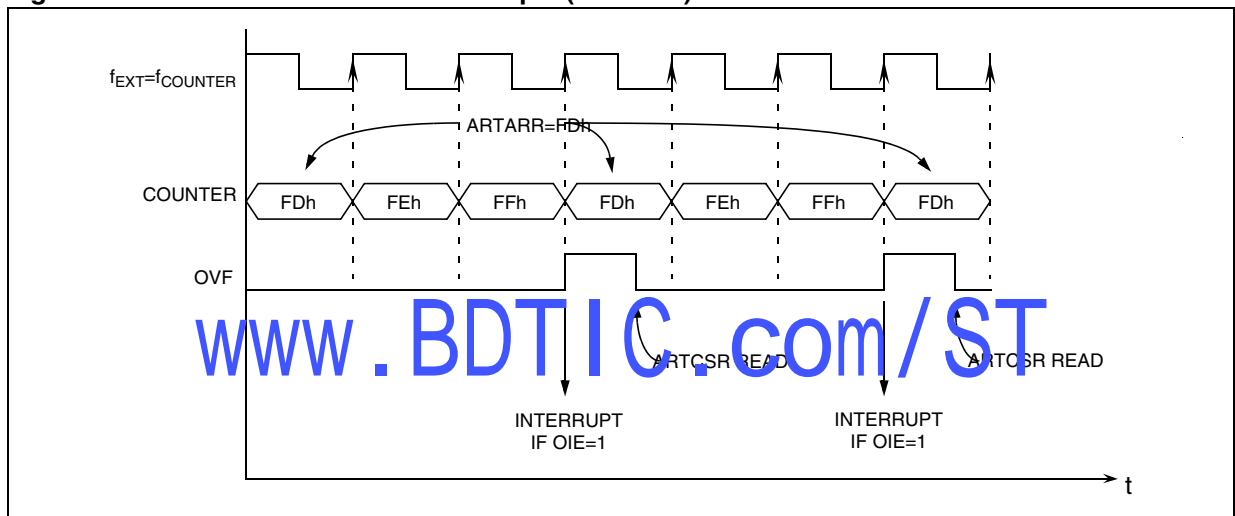 fEXT=fCOUNTER
ARTARR=FDh
COUNTER
FDh FEh FFh FDh FEh FFh FDh
OVF
www.BDTIC.com/ST
ARTCSR READ ARTCSR READ
INTERRUPT INTERRUPT
IF OIE=1 IF OIE=1
t